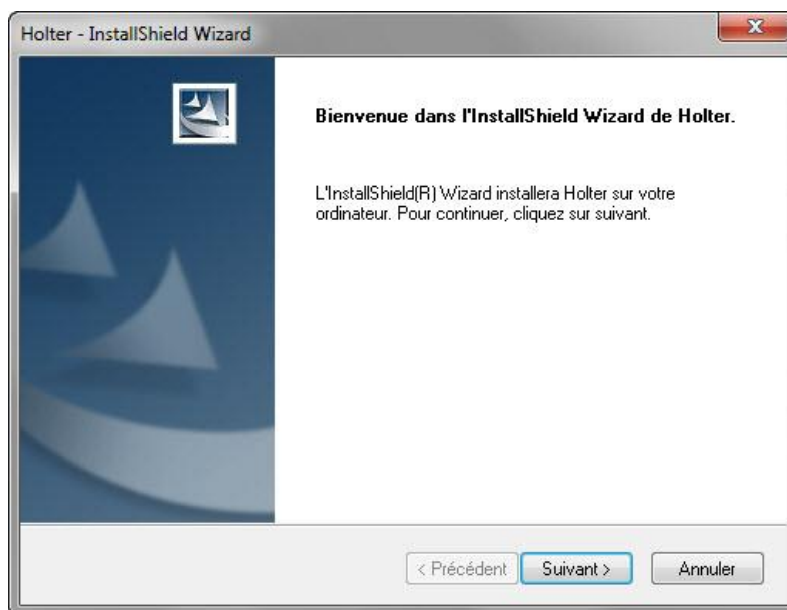 Holter - InstallShield Wizard
Bienvenue dans l'InstallShield Wizard de Holter.
L'InstallShield(R) Wizard installera Holter sur votre
ordinateur. Pour continuer, cliquez sur suivant.
< Précédent Suivant > Annuler